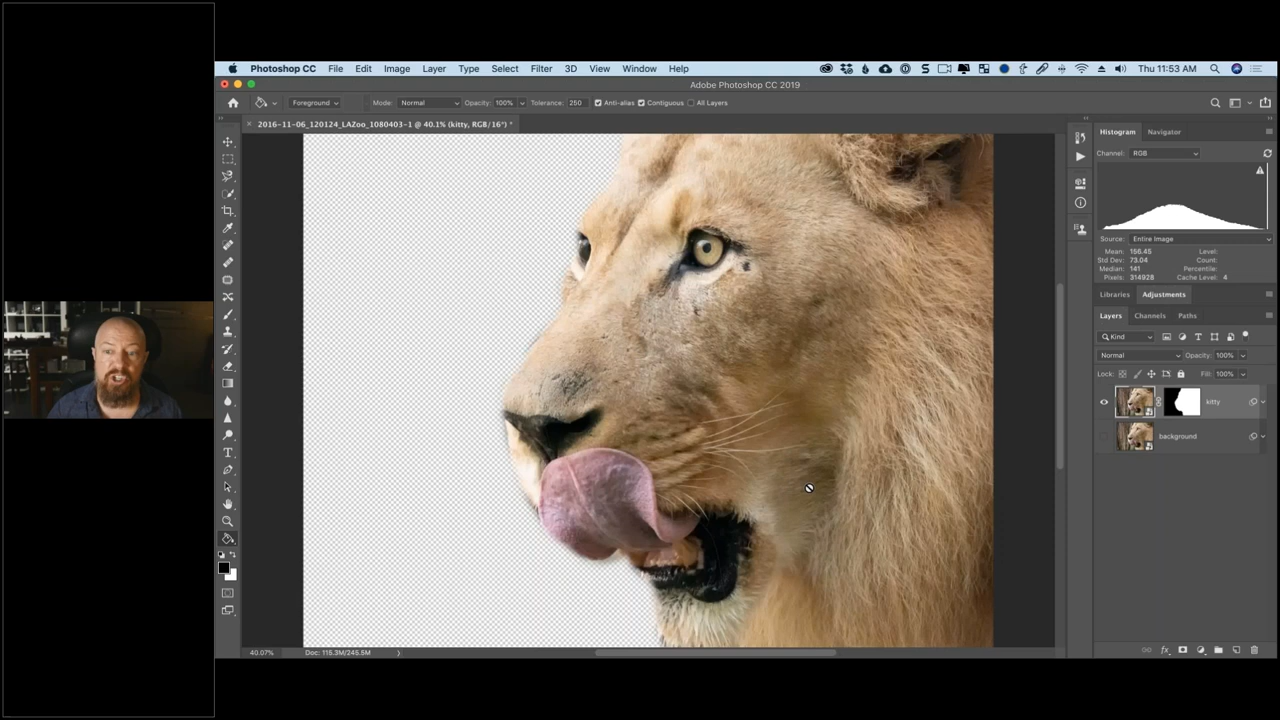 Photoshop CC File Edit Image Layer Type Select Filter 3D View Window Help Thu 11:53 AM
Adobe Photoshop CC 2019
Foreground Mode: Normal Opacity: 100% Tolerance: 250 Anti-alias Contiguous All Layers
2016-11-06_120124_LAZoo_1080403-1 @ 40.1% (kitty, RGB/16*) *
Histogram Navigator
Channel: RGB
Source: Entire Image
Mean: 156.45 Level:
Std Dev: 73.04 Count:
Median: 141 Percentile:
Pixels: 314928 Cache Level: 4
Libraries Adjustments
Layers Channels Paths
Kind
Normal Opacity: 100%
Lock: Fill: 100%
kitty
background
40.07% Doc: 115.3M/245.5M